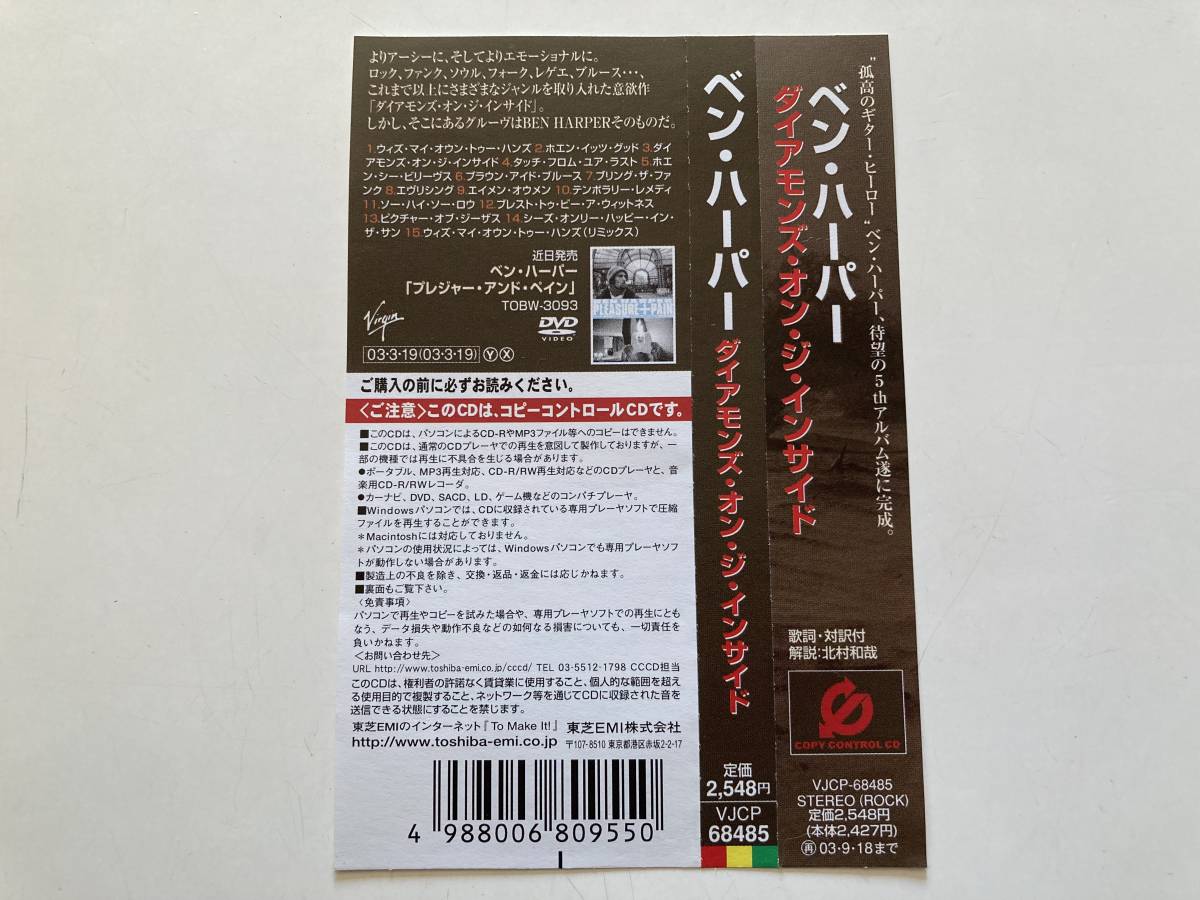 よりアーシーに、そしてよりエモーショナルに。
ロック、ファンク、ソウル、フォーク、レゲエ、ブルース・・・、
これまで以上にさまざまなジャンルを取り入れた意欲作
「ダイアモンズ・オン・ジ・インサイド」。
しかし、そこにあるグルーヴはBEN HARPERそのものだ。
1.ウィズ・マイ・オウン・トゥー・ハンズ 2.ホエン・イッツ・グッド 3.ダイ
アモンズ・オン・ジ・インサイド 4.タッチ・フロム・ユア・ラスト 5.ホエ
ン・シー・ビリーヴス 6.ブラウン・アイド・ブルース 7.ブリング・ザ・ファ
ンク 8.エヴリシング 9.エイメン・オウメン 10.テンポラリー・レメディ
11.ソー・ハイ・ソー・ロウ 12.ブレスト・トゥ・ビー・ア・ウィットネス
13.ピクチャー・オブ・ジーザス 14.シーズ・オンリー・ハッピー・イン・
ザ・サン 15.ウィズ・マイ・オウン・トゥー・ハンズ(リミックス)
近日発売
ベン・ハーパー
「プレジャー・アンド・ペイン」
TOBW-3093
DVD
VIDEO
PLEASURE+PAIN
Virgin
03・3・19(03・3・19) Ⓨ Ⓧ
ご購入の前に必ずお読みください。
〈ご注意〉このCDは、コピーコントロールCDです。
■このCDは、パソコンによるCD-RやMP3ファイル等へのコピーはできません。
■このCDは、通常のCDプレーヤでの再生を意図して製作しておりますが、一
部の機種では再生に不具合を生じる場合があります。
●ポータブル、MP3再生対応、CD-R/RW再生対応などのCDプレーヤと、音
楽用CD-R/RWレコーダ。
●カーナビ、DVD、SACD、LD、ゲーム機などのコンパチプレーヤ。
■Windowsパソコンでは、CDに収録されている専用プレーヤソフトで圧縮
ファイルを再生することができます。
＊Macintoshには対応しておりません。
＊パソコンの使用状況によっては、Windowsパソコンでも専用プレーヤソフ
トが動作しない場合があります。
■製造上の不良を除き、交換・返品・返金には応じかねます。
■裏面もご覧下さい。
〈免責事項〉
パソコンで再生やコピーを試みた場合や、専用プレーヤソフトでの再生にとも
なう、データ損失や動作不良などの如何なる損害についても、一切責任を
負いかねます。
〈お問い合わせ先〉
URL http://www.toshiba-emi.co.jp/cccd/ TEL 03-5512-1798 CCCD担当
このCDは、権利者の許諾なく賃貸業に使用すること、個人的な範囲を超え
る使用目的で複製すること、ネットワーク等を通じてCDに収録された音を
送信できる状態にすることを禁じます。
東芝EMIのインターネット『To Make It!』 東芝EMI株式会社
http://www.toshiba-emi.co.jp 〒107-8510 東京都港区赤坂2-2-17
4 988006 809550
ベン・ハーパー ダイアモンズ・オン・ジ・インサイド
定価
2,548円
VJCP
68485
“孤高のギター・ヒーロー”ベン・ハーパー、待望の5thアルバム遂に完成。
ベン・ハーパー
ダイアモンズ・オン・ジ・インサイド
歌詞・対訳付
解説：北村和哉
COPY CONTROL CD
VJCP-68485
STEREO (ROCK)
定価2,548円
(本体2,427円)
再 03・9・18まで